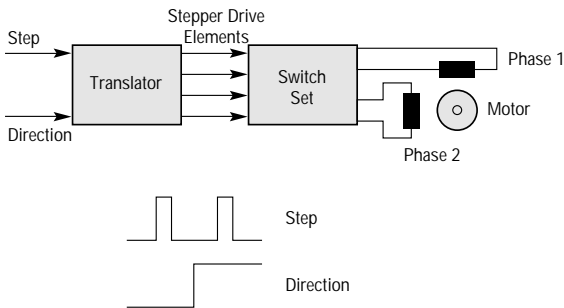 Stepper Drive
Elements
Step
Phase 1
Translator
Switch
Set
Motor
Direction
Phase 2
Step
Direction